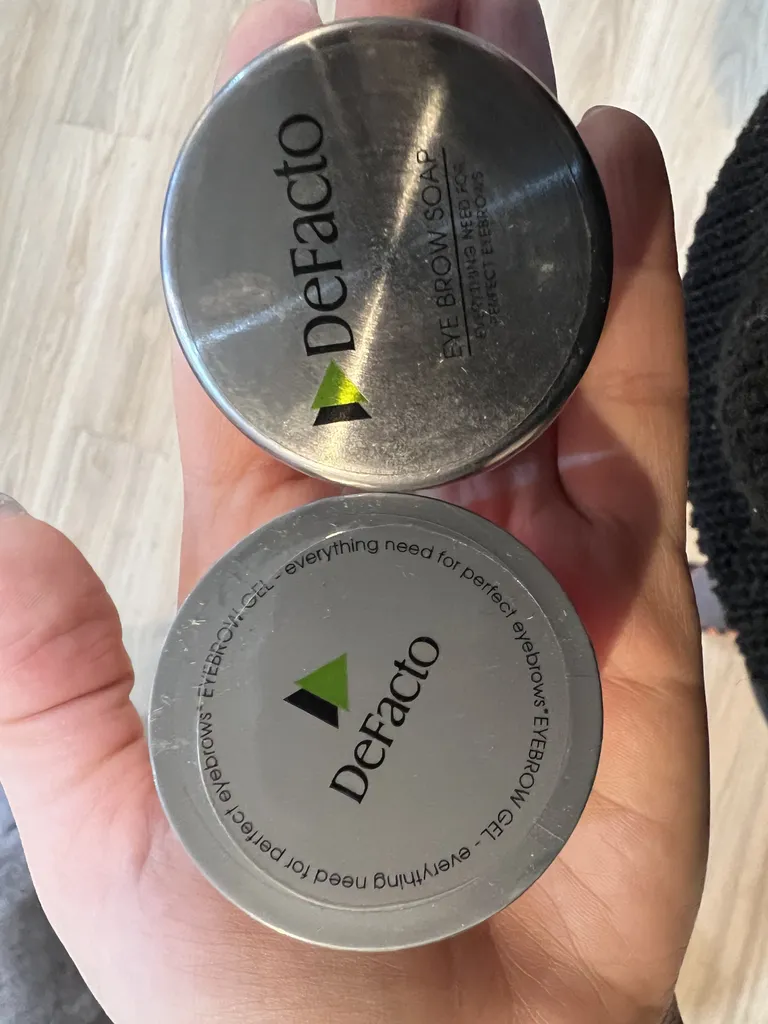 DeFacto
EYE BROW SOAP
EVERYTHING NEED FOR
PERFECT EYEBROWS
EYEBROW GEL - everything need for perfect eyebrows* EYEBROW GEL - everything need for perfect eyebrows*
DeFacto